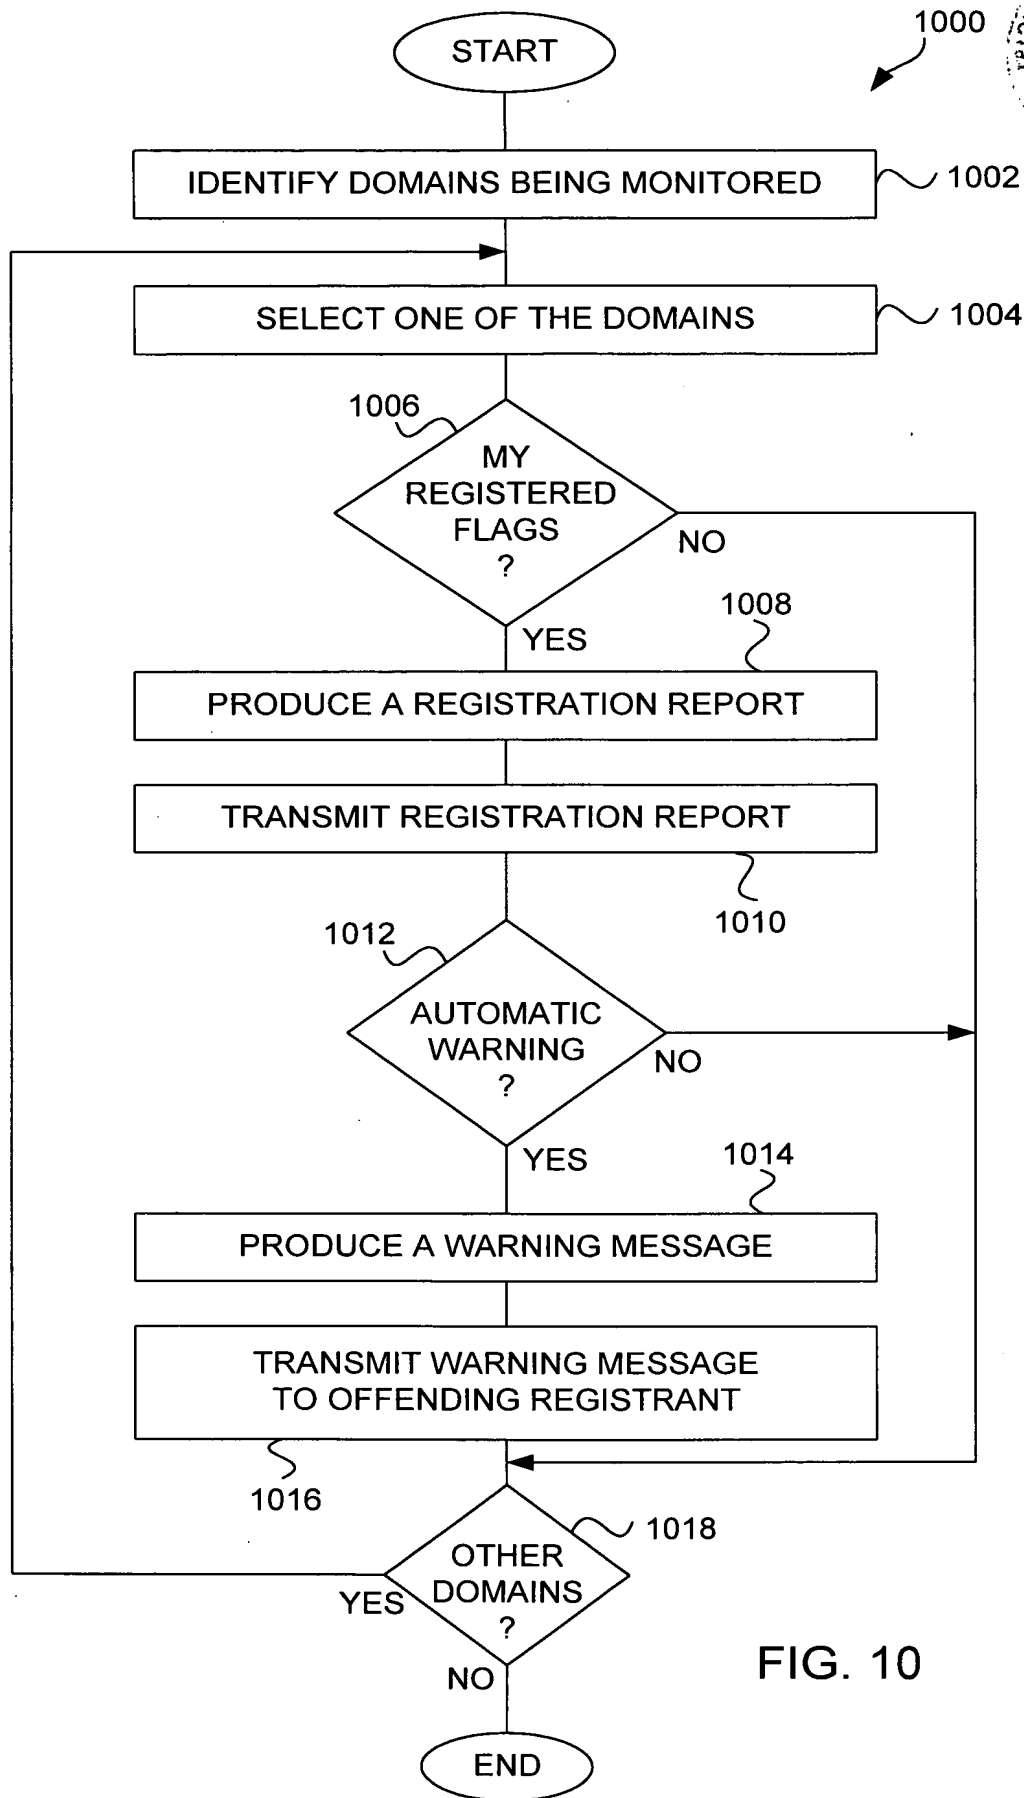 START
1000
IDENTIFY DOMAINS BEING MONITORED
1002
SELECT ONE OF THE DOMAINS
1004
1006
MY
REGISTERED
FLAGS
?
NO
YES
1008
PRODUCE A REGISTRATION REPORT
TRANSMIT REGISTRATION REPORT
1010
1012
AUTOMATIC
WARNING
?
NO
YES
1014
PRODUCE A WARNING MESSAGE
TRANSMIT WARNING MESSAGE
TO OFFENDING REGISTRANT
1016
1018
OTHER
DOMAINS
?
YES
NO
FIG. 10
END